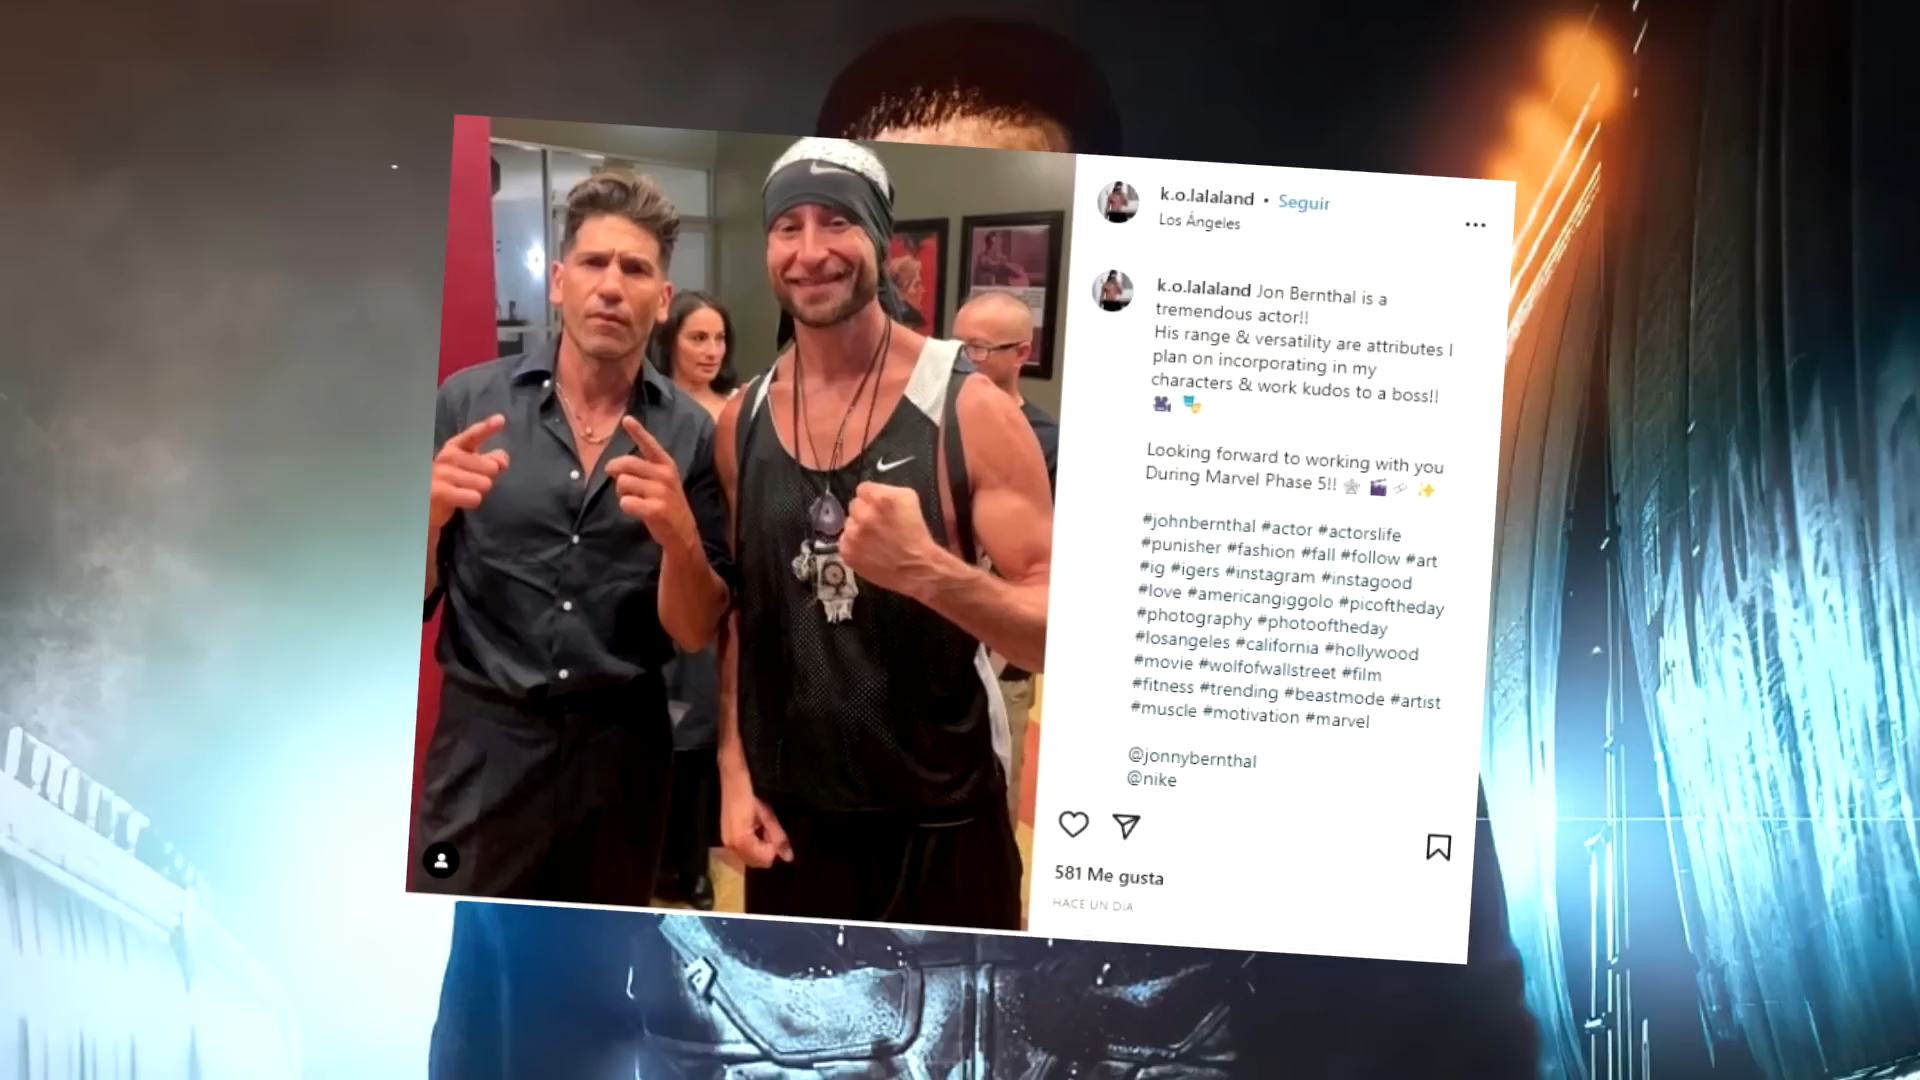 k.o.lalaland • Seguir
Los Ángeles
k.o.lalaland Jon Bernthal is a
tremendous actor!!
His range & versatility are attributes I
plan on incorporating in my
characters & work kudos to a boss!!
Looking forward to working with you
During Marvel Phase 5!!
#johnbernthal #actor #actorslife
#punisher #fashion #fall #follow #art
#ig #igers #instagram #instagood
#love #americangiggolo #picoftheday
#photography #photooftheday
#losangeles #california #hollywood
#movie #wolfofwallstreet #film
#fitness #trending #beastmode #artist
#muscle #motivation #marvel
@jonnybernthal
@nike
581 Me gusta
HACE UN DÍA